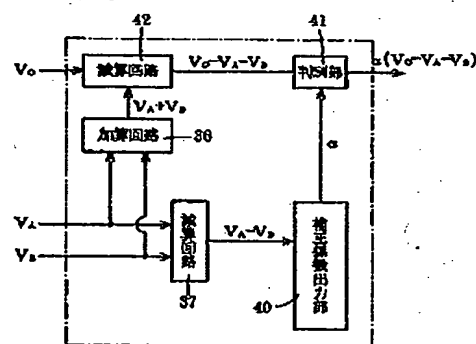 42
41
V₀
減算回路
V₀−V_A−V_B
判別部
α(V₀−V_A−V_B)
V_A+V_B
加算回路
36
α
V_A
V_B
減算回路
V_A−V_B
補正係数出力部
37
40